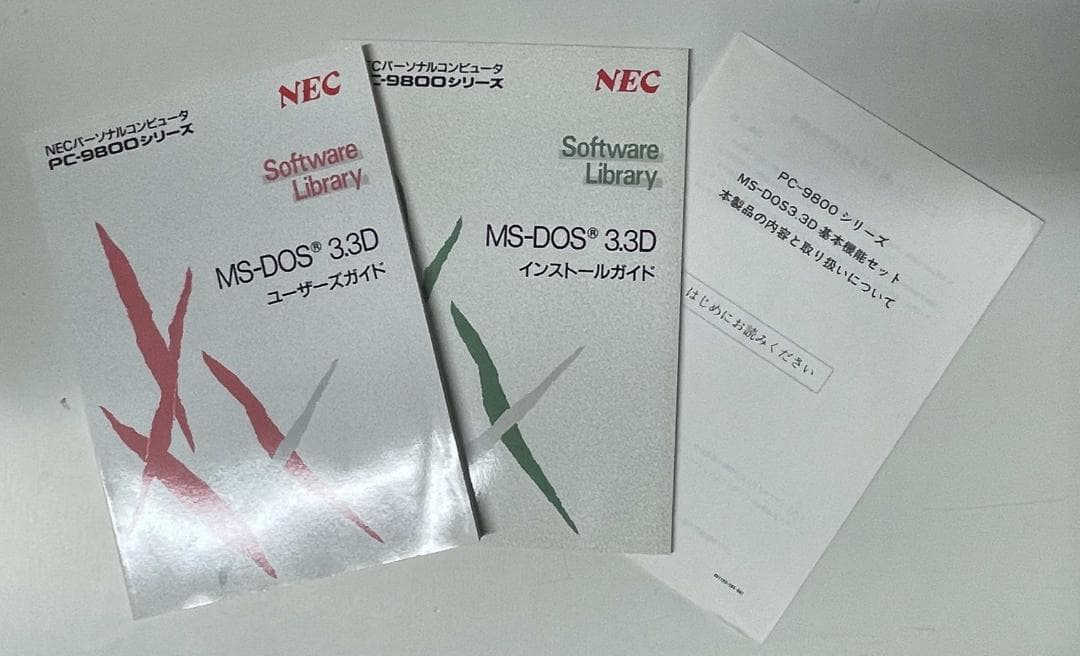 NECパーソナルコンピュータ
PC-9800シリーズ
NEC
Software
Library
MS-DOS® 3.3D
ユーザーズガイド
Cパーソナルコンピュータ
C-9800シリーズ
NEC
Software
Library
MS-DOS® 3.3D
インストールガイド
PC-9800 シリーズ
MS-DOS3.3D 基本機能セット
本製品の内容と取り扱いについて
はじめにお読みください